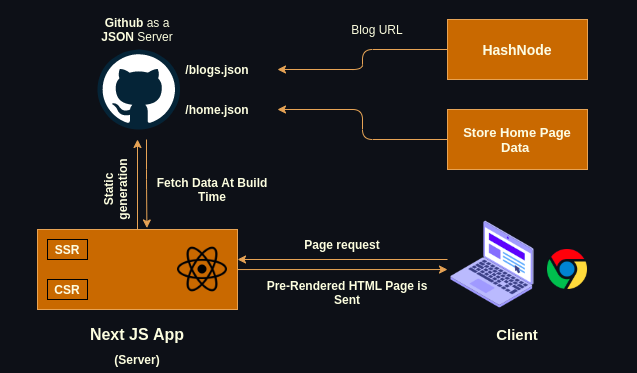 Github as a
JSON Server
Blog URL
HashNode
/blogs.json
/home.json
Store Home Page
Data
Static
generation
Fetch Data At Build
Time
SSR
CSR
Page request
Pre-Rendered HTML Page is
Sent
Next JS App
(Server)
Client